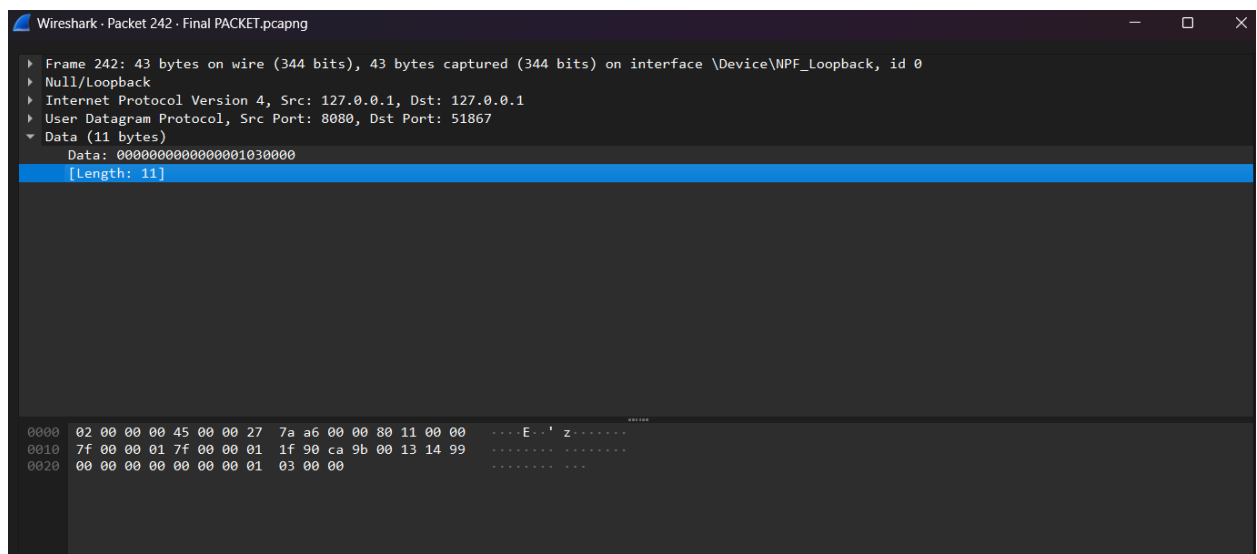 Wireshark · Packet 242 · Final PACKET.pcapng
Frame 242: 43 bytes on wire (344 bits), 43 bytes captured (344 bits) on interface \Device\NPF_Loopback, id 0
Null/Loopback
Internet Protocol Version 4, Src: 127.0.0.1, Dst: 127.0.0.1
User Datagram Protocol, Src Port: 8080, Dst Port: 51867
Data (11 bytes)
Data: 0000000000000001030000
[Length: 11]
0000 02 00 00 00 45 00 00 27 7a a6 00 00 80 11 00 00 ····E··' z·······
0010 7f 00 00 01 7f 00 00 01 1f 90 ca 9b 00 13 14 99 ········ ········
0020 00 00 00 00 00 00 00 01 03 00 00 ········ ···